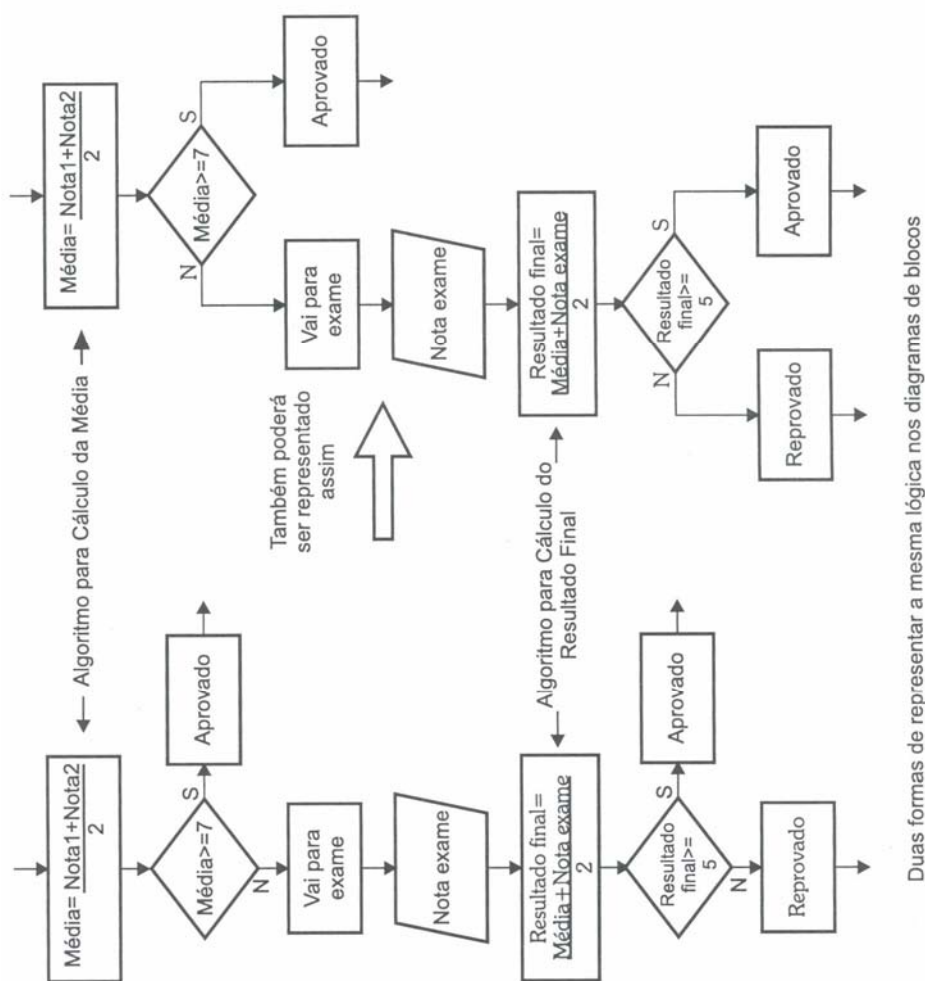 Média= Nota1+Nota2
2
Média>=7
S
N
Aprovado
Vai para
exame
Nota exame
Resultado final=
Média+Nota exame
2
Resultado
final>=
5
S
N
Aprovado
Reprovado
Algoritmo para Cálculo da Média
Também poderá
ser representado
assim
Algoritmo para Cálculo do
Resultado Final
Média= Nota1+Nota2
2
Média>=7
N
S
Aprovado
Vai para
exame
Nota exame
Resultado final=
Média+Nota exame
2
Resultado
final>=
5
N
S
Reprovado
Aprovado
Duas formas de representar a mesma lógica nos diagramas de blocos